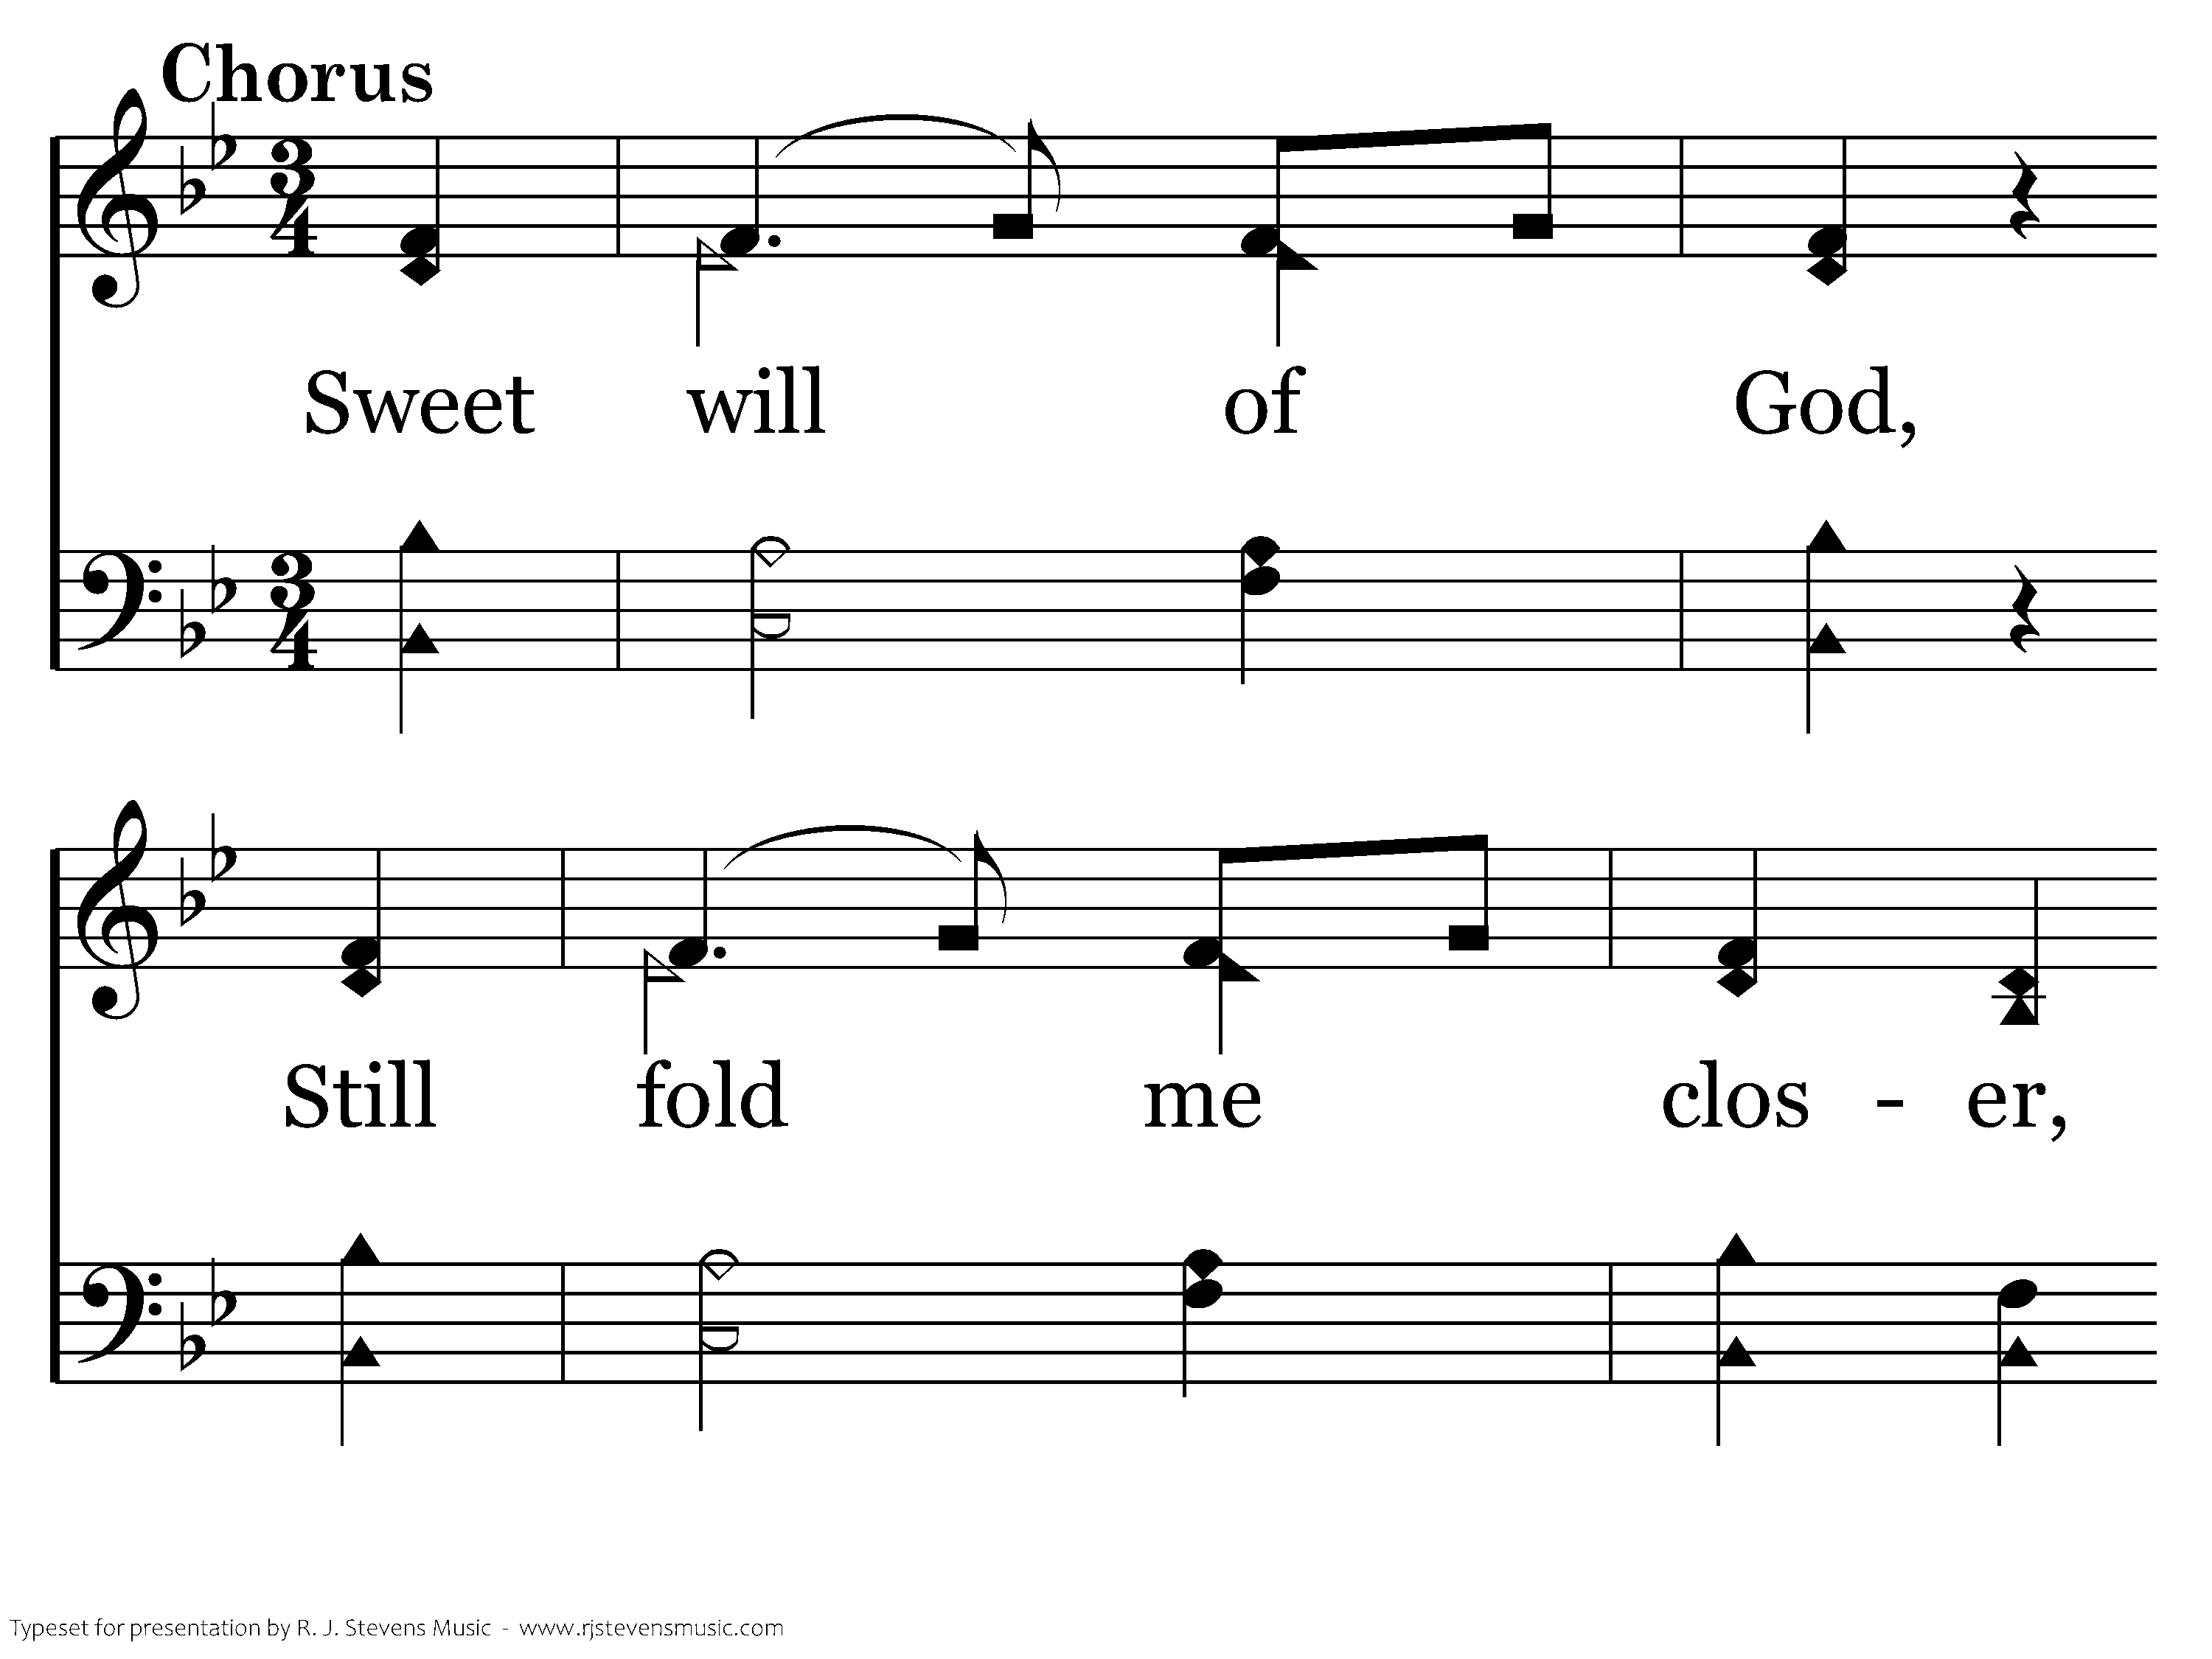 Chorus
Sweet will of God,
Still fold me clos - er,
Typeset for presentation by R. J. Stevens Music - www.rjstevensmusic.com